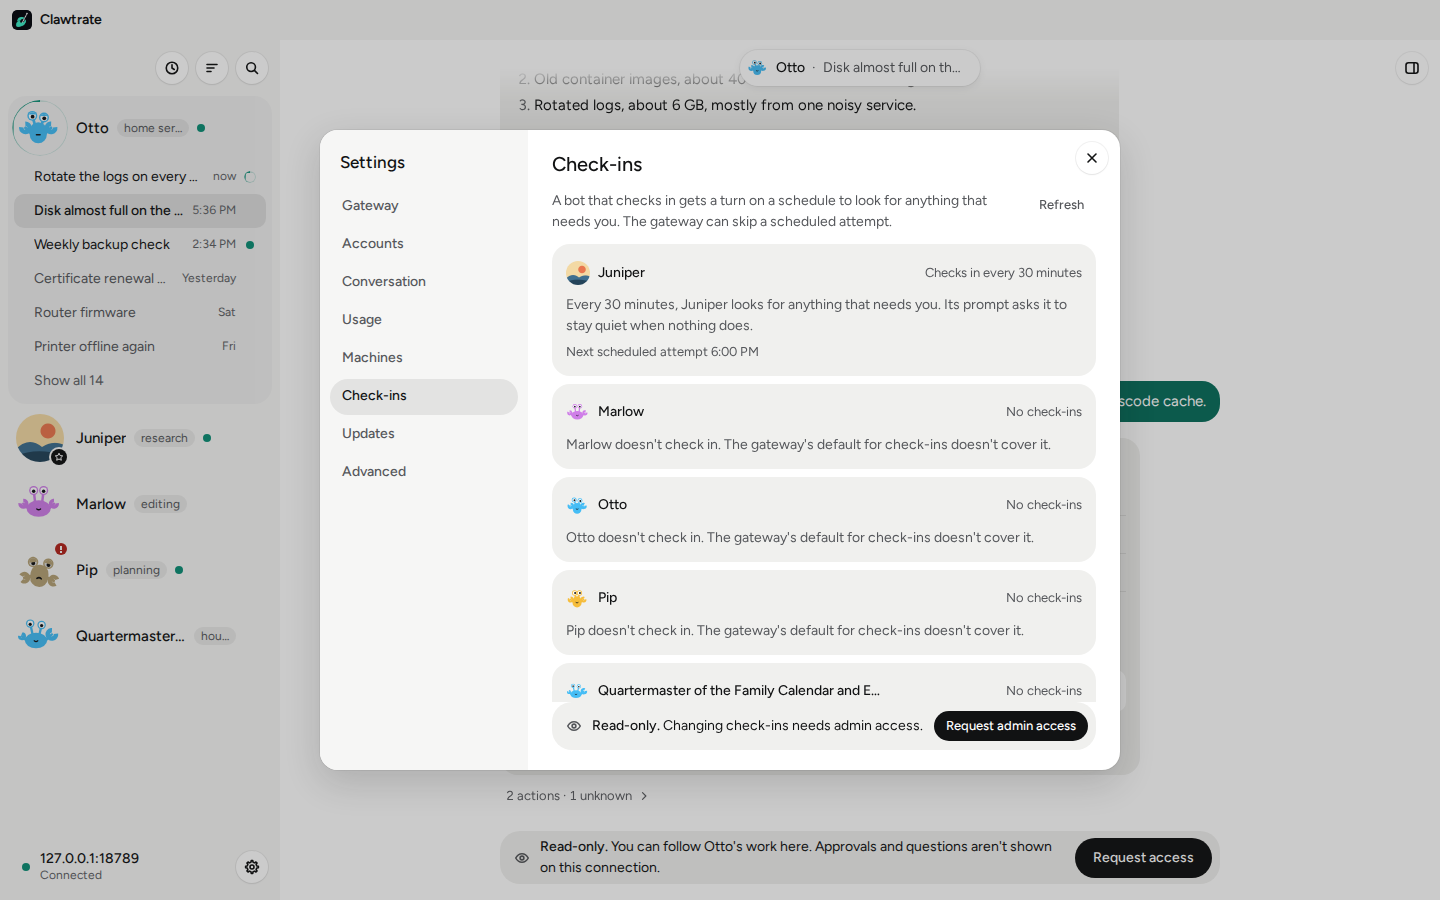 Clawtrate
Otto
home ser...
Rotate the logs on every ...
now
Disk almost full on the ...
5:36 PM
Weekly backup check
2:34 PM
Certificate renewal ...
Yesterday
Router firmware
Sat
Printer offline again
Fri
Show all 14
Juniper
research
Marlow
editing
Pip
planning
Quartermaster...
hou...
127.0.0.1:18789
Connected
Otto · Disk almost full on th...
2. Old container images, about 40
3. Rotated logs, about 6 GB, mostly from one noisy service.
Settings
Gateway
Accounts
Conversation
Usage
Machines
Check-ins
Updates
Advanced
Check-ins
A bot that checks in gets a turn on a schedule to look for anything that
needs you. The gateway can skip a scheduled attempt.
Refresh
Juniper
Checks in every 30 minutes
Every 30 minutes, Juniper looks for anything that needs you. Its prompt asks it to
stay quiet when nothing does.
Next scheduled attempt 6:00 PM
Marlow
No check-ins
Marlow doesn't check in. The gateway's default for check-ins doesn't cover it.
Otto
No check-ins
Otto doesn't check in. The gateway's default for check-ins doesn't cover it.
Pip
No check-ins
Pip doesn't check in. The gateway's default for check-ins doesn't cover it.
Quartermaster of the Family Calendar and E...
No check-ins
Read-only. Changing check-ins needs admin access.
Request admin access
scode cache.
2 actions · 1 unknown
Read-only. You can follow Otto's work here. Approvals and questions aren't shown
on this connection.
Request access